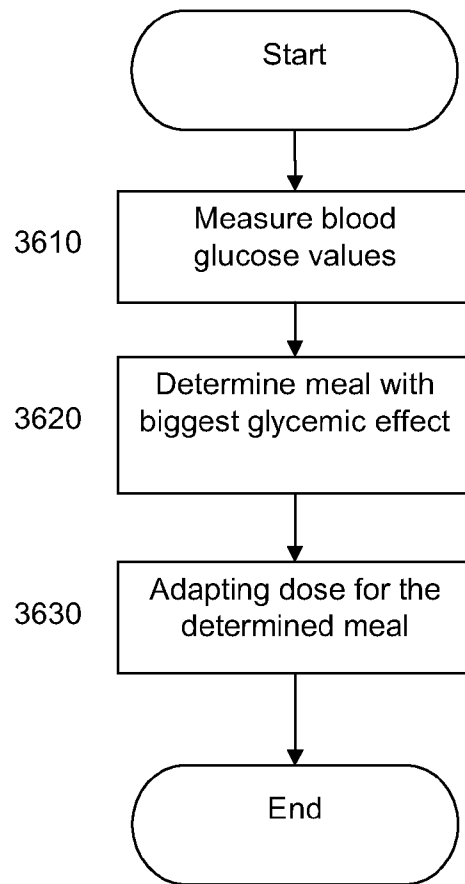 Start
3610
Measure blood
glucose values
3620
Determine meal with
biggest glycemic effect
3630
Adapting dose for the
determined meal
End